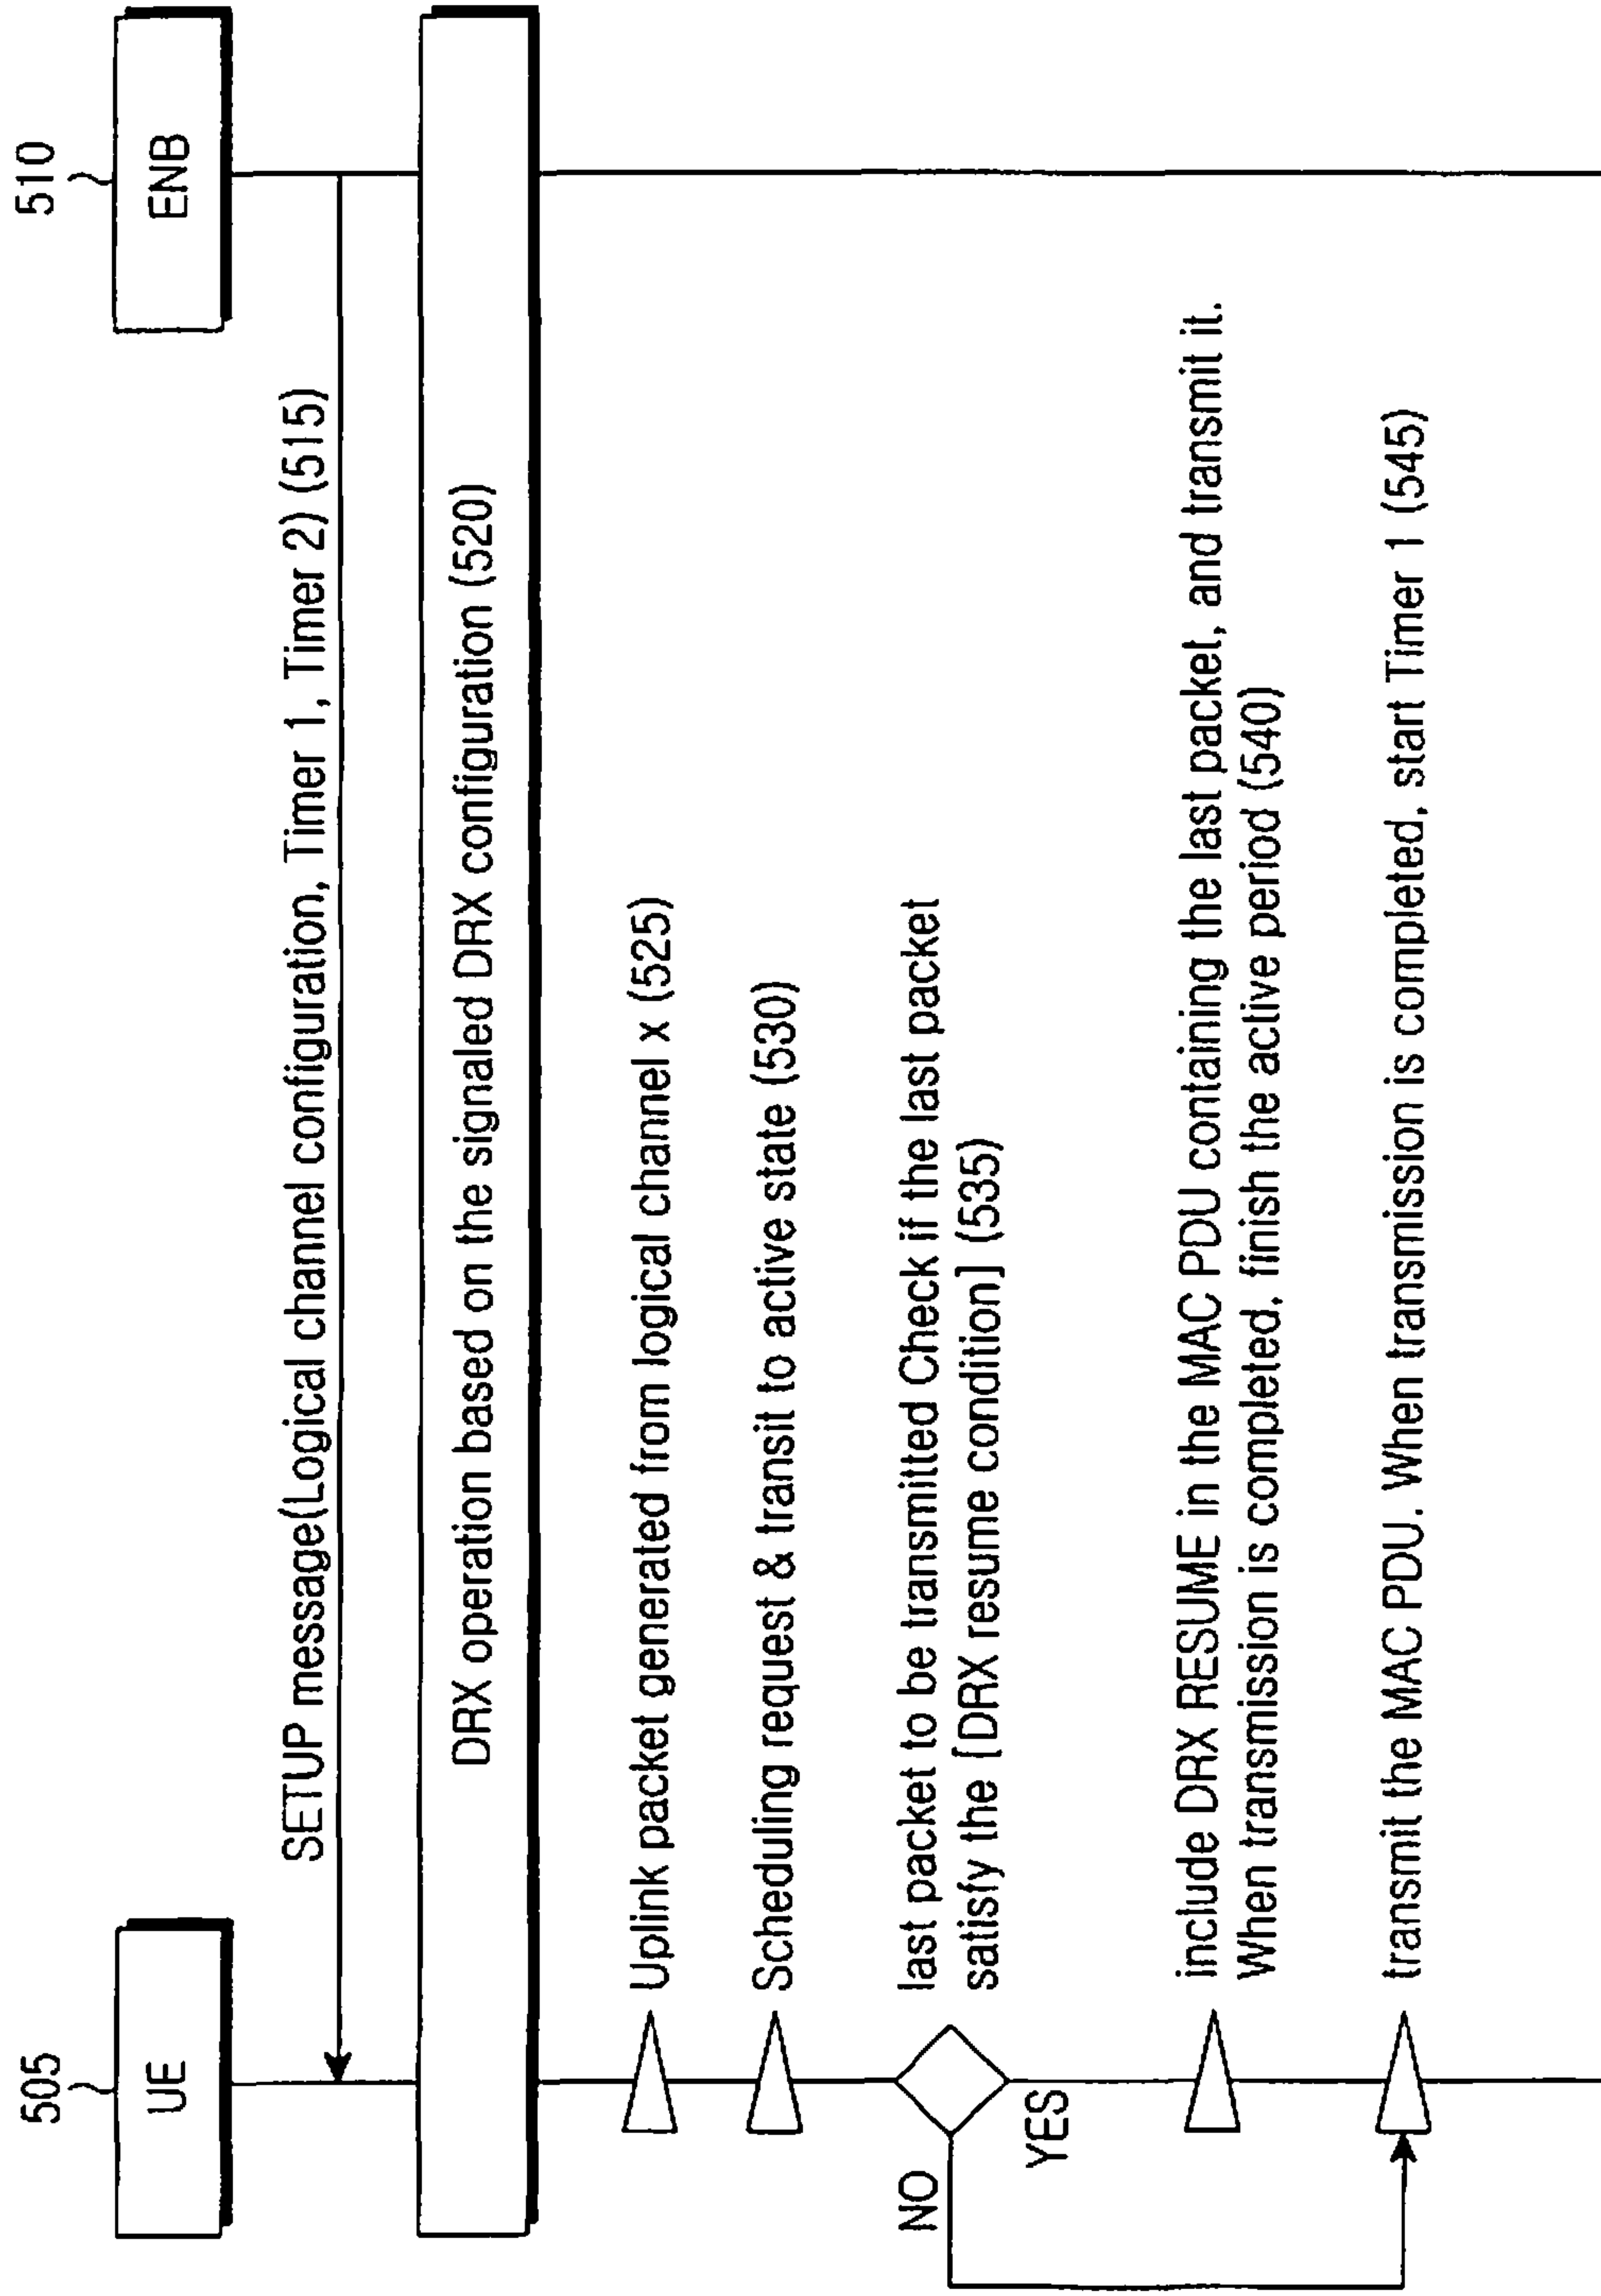 505
510
UE
ENB
SETUP message(Logical channel configuration, Timer 1, Timer 2) (515)
DRX operation based on the signaled DRX configuration (520)
Uplink packet generated from logical channel x (525)
Scheduling request & transit to active state (530)
last packet to be transmitted Check if the last packet
satisfy the [DRX resume condition] (535)
NO
YES
include DRX RESUME in the MAC PDU containing the last packet, and transmit it.
When transmission is completed, finish the active period (540)
transmit the MAC PDU. When transmission is completed, start Timer 1 (545)